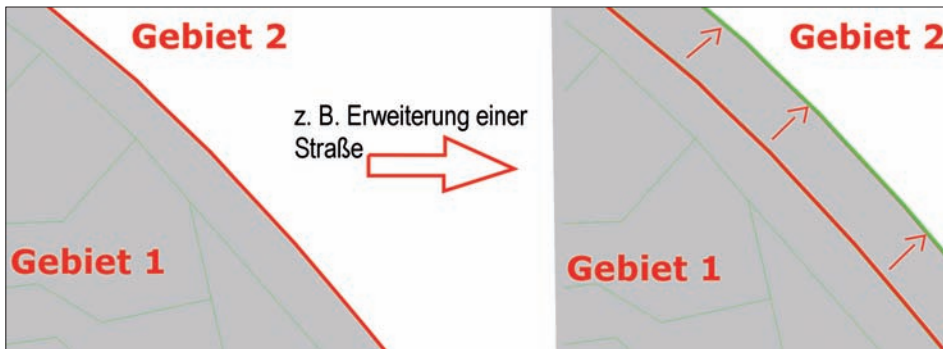 Gebiet 2
z. B. Erweiterung einer
Straße
Gebiet 1
Gebiet 2
Gebiet 1